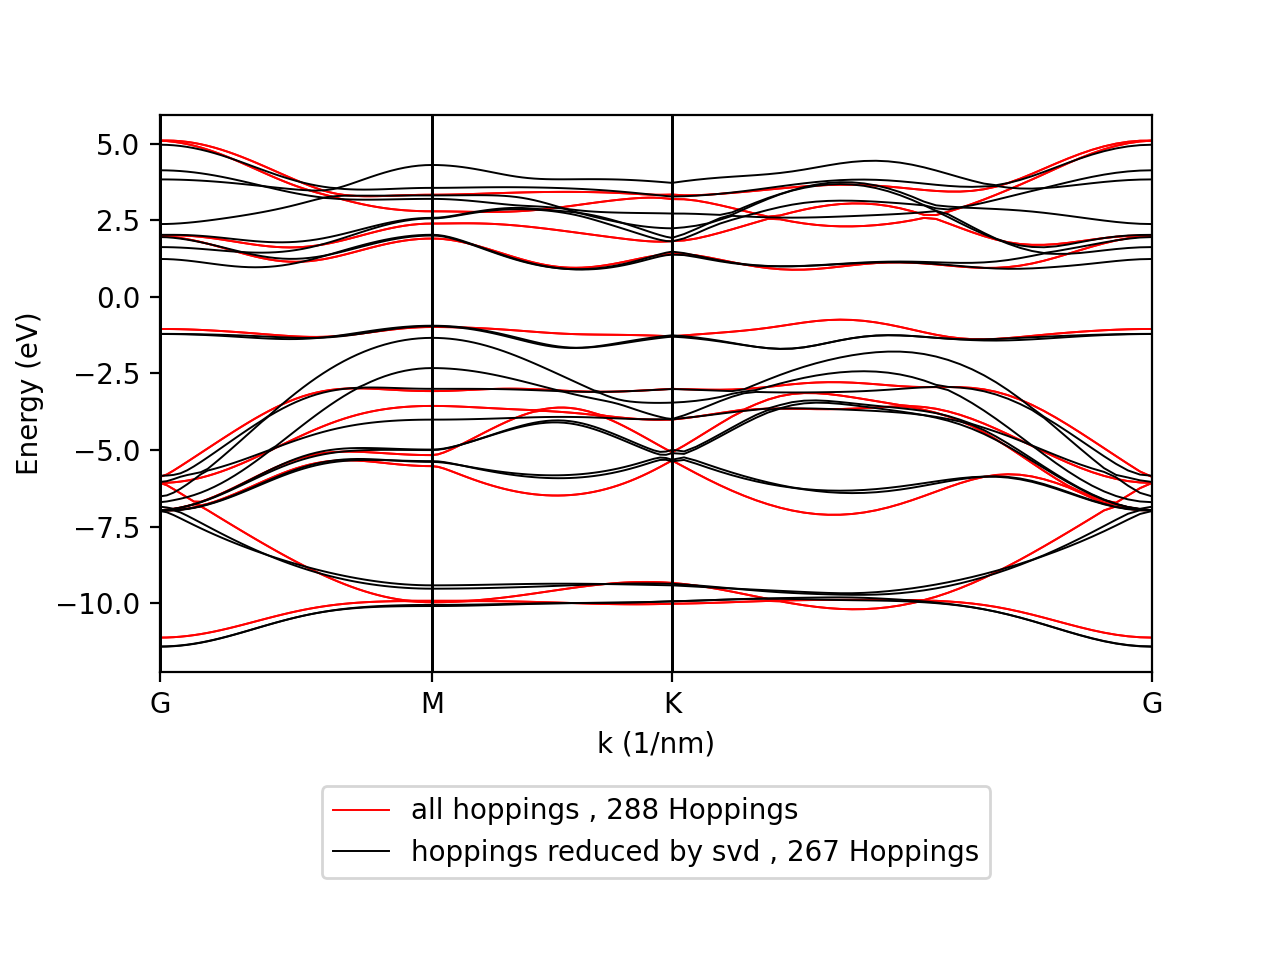 5.0
2.5
0.0
−2.5
−5.0
−7.5
−10.0
Energy (eV)
G M K G
k (1/nm)
all hoppings , 288 Hoppings
hoppings reduced by svd , 267 Hoppings